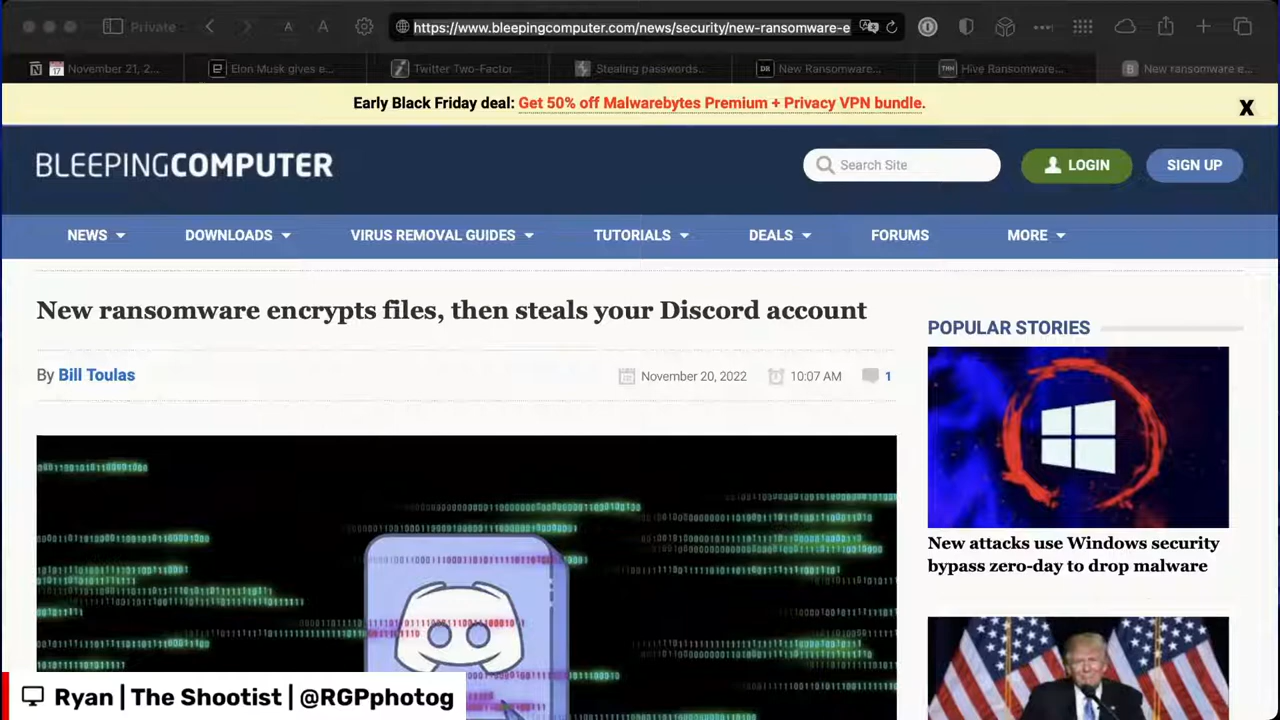 Private
A
A
https://www.bleepingcomputer.com/news/security/new-ransomware-e
November 21, 2...
Elon Musk gives e...
Twitter Two-Factor...
Stealing passwords...
DR
New Ransomware...
THN
Hive Ransomware...
B
New ransomware e...
Early Black Friday deal: Get 50% off Malwarebytes Premium + Privacy VPN bundle.
X
BLEEPINGCOMPUTER
Search Site
LOGIN
SIGN UP
NEWS
DOWNLOADS
VIRUS REMOVAL GUIDES
TUTORIALS
DEALS
FORUMS
MORE
New ransomware encrypts files, then steals your Discord account
By Bill Toulas
November 20, 2022
10:07 AM
1
POPULAR STORIES
New attacks use Windows security
bypass zero-day to drop malware
Ryan | The Shootist | @RGPphotog